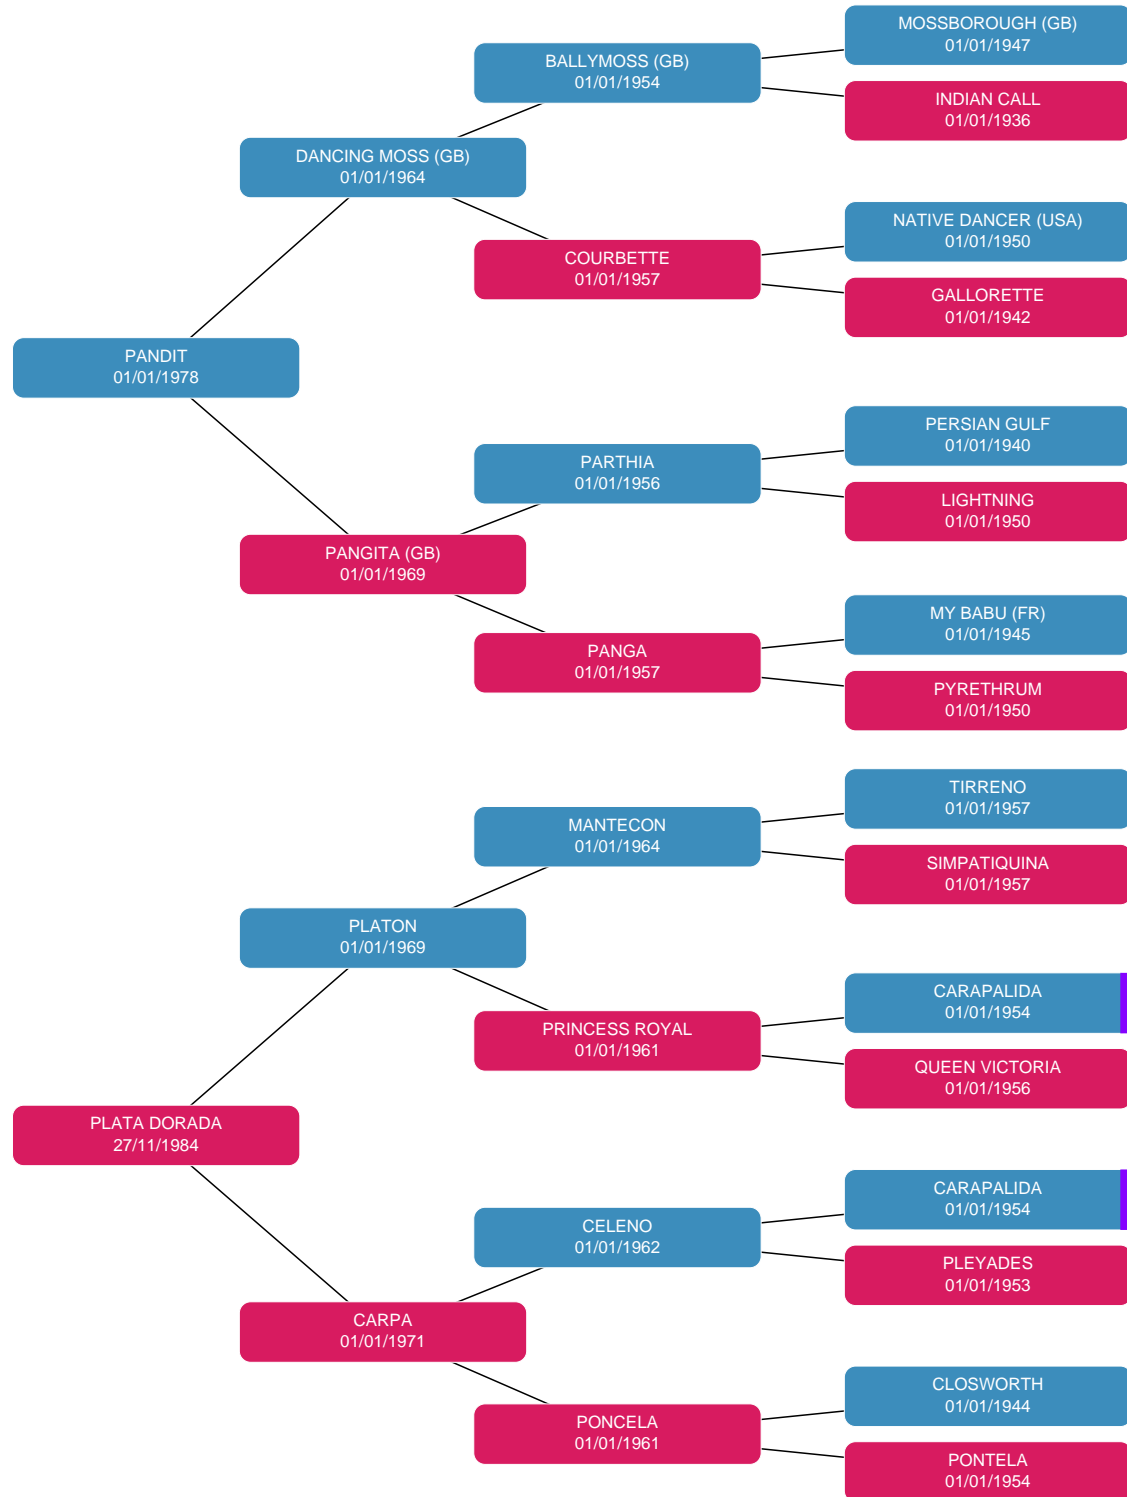 MOSSBOROUGH (GB)
01/01/1947
BALLYMOSS (GB)
01/01/1954
INDIAN CALL
01/01/1936
DANCING MOSS (GB)
01/01/1964
NATIVE DANCER (USA)
01/01/1950
COURBETTE
01/01/1957
GALLORETTE
01/01/1942
PANDIT
01/01/1978
PERSIAN GULF
01/01/1940
PARTHIA
01/01/1956
LIGHTNING
01/01/1950
PANGITA (GB)
01/01/1969
MY BABU (FR)
01/01/1945
PANGA
01/01/1957
PYRETHRUM
01/01/1950
TIRRENO
01/01/1957
MANTECON
01/01/1964
SIMPATIQUINA
01/01/1957
PLATON
01/01/1969
CARAPALIDA
01/01/1954
PRINCESS ROYAL
01/01/1961
QUEEN VICTORIA
01/01/1956
PLATA DORADA
27/11/1984
CARAPALIDA
01/01/1954
CELENO
01/01/1962
PLEYADES
01/01/1953
CARPA
01/01/1971
CLOSWORTH
01/01/1944
PONCELA
01/01/1961
PONTELA
01/01/1954